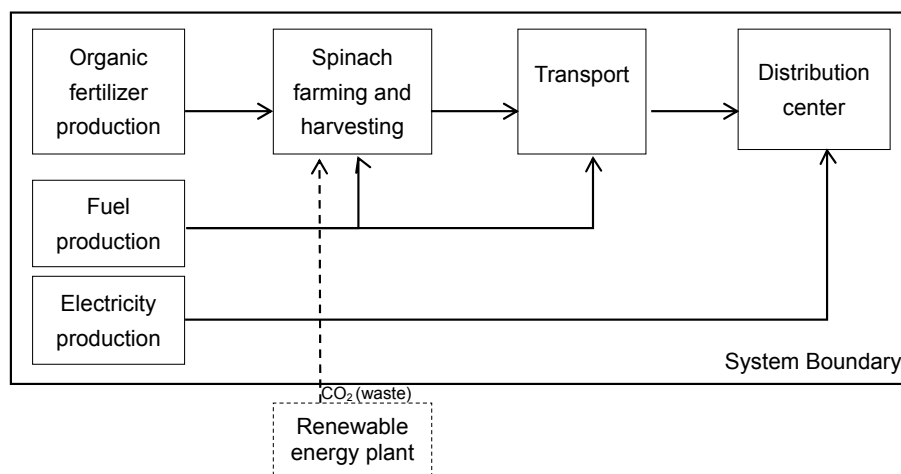 Organic
fertilizer
production
Spinach
farming and
harvesting
Transport
Distribution
center
Fuel
production
Electricity
production
System Boundary
CO₂ (waste)
Renewable
energy plant